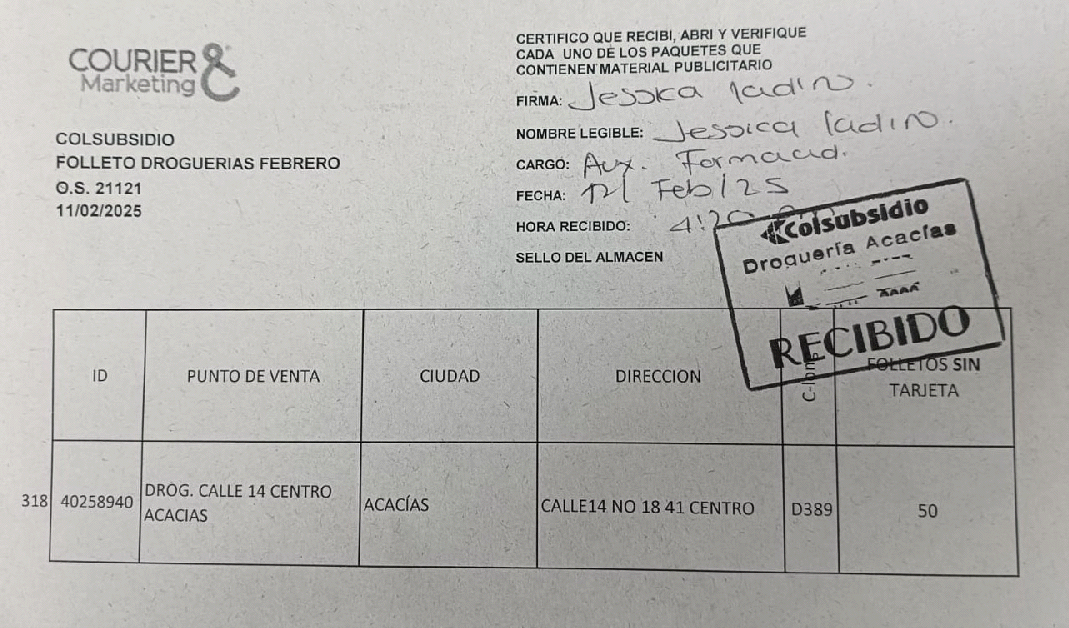 COURIER &
Marketing
COLSUBSIDIO
FOLLETO DROGUERIAS FEBRERO
O.S. 21121
11/02/2025
CERTIFICO QUE RECIBI, ABRI Y VERIFIQUE
CADA UNO DE LOS PAQUETES QUE
CONTIENEN MATERIAL PUBLICITARIO
FIRMA: Jessica ladino.
NOMBRE LEGIBLE: Jessica ladino.
CARGO: Aux.
FECHA: Feb/25
HORA RECIBIDO: 4:20
SELLO DEL ALMACEN
Colsubsidio
Droguería Acacías
RECIBIDO
ID PUNTO DE VENTA CIUDAD DIRECCION FOLLETOS SIN
TARJETA
318 40258940 DROG. CALLE 14 CENTRO
ACACIAS ACACÍAS CALLE14 NO 18 41 CENTRO D389 50